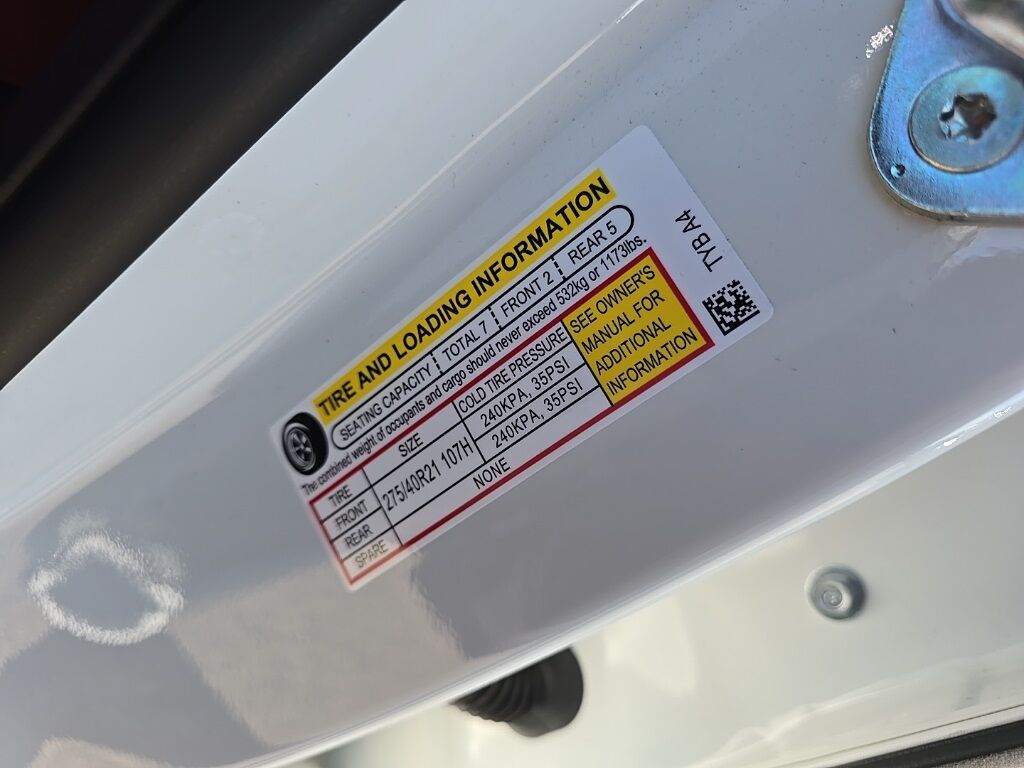 TIRE AND LOADING INFORMATION
SEATING CAPACITY TOTAL 7 FRONT 2 REAR 5
The combined weight of occupants and cargo should never exceed 532kg or 1173lbs.
TIRE SIZE COLD TIRE PRESSURE
FRONT 275/40R21 107H 240KPA, 35PSI
REAR 240KPA, 35PSI
SPARE NONE
SEE OWNER'S
MANUAL FOR
ADDITIONAL
INFORMATION
TYB A4